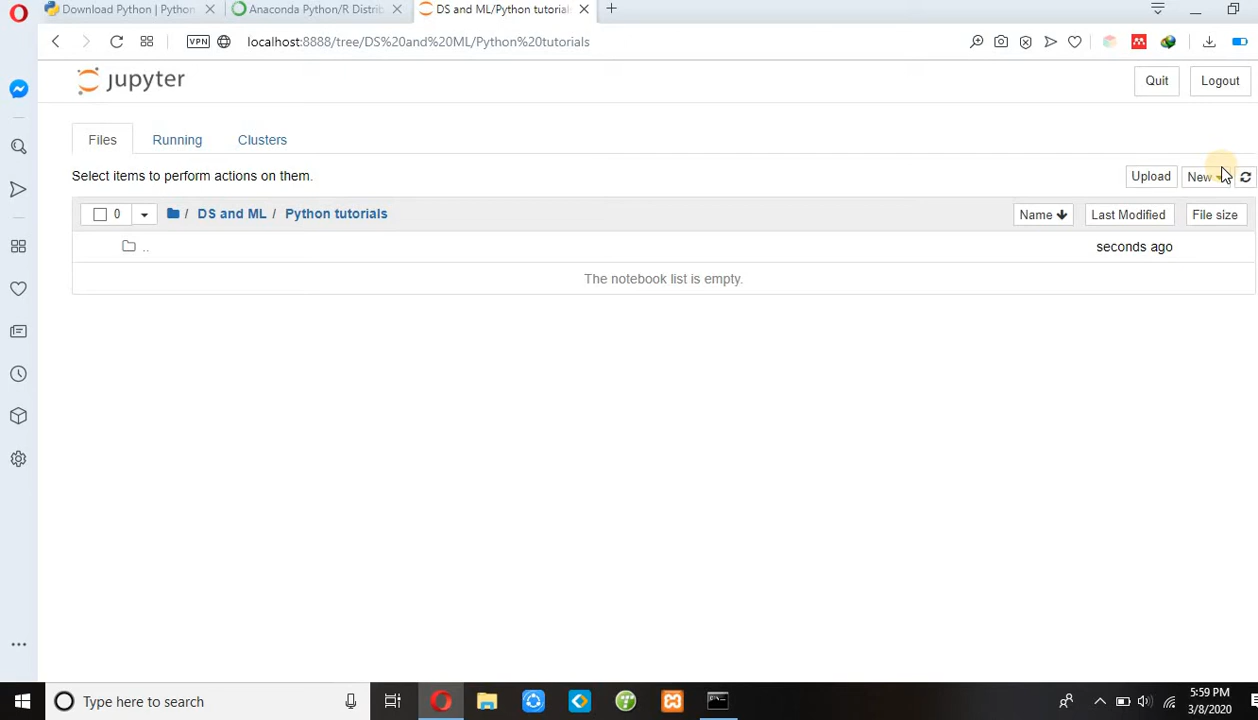 Download Python | Python
Anaconda Python/R Distrib
DS and ML/Python tutorials
VPN
localhost:8888/tree/DS%20and%20ML/Python%20tutorials
jupyter
Quit
Logout
Files
Running
Clusters
Select items to perform actions on them.
Upload
New
0
/
DS and ML /
Python tutorials
Name
Last Modified
File size
..
seconds ago
The notebook list is empty.
Type here to search
5:59 PM
3/8/2020